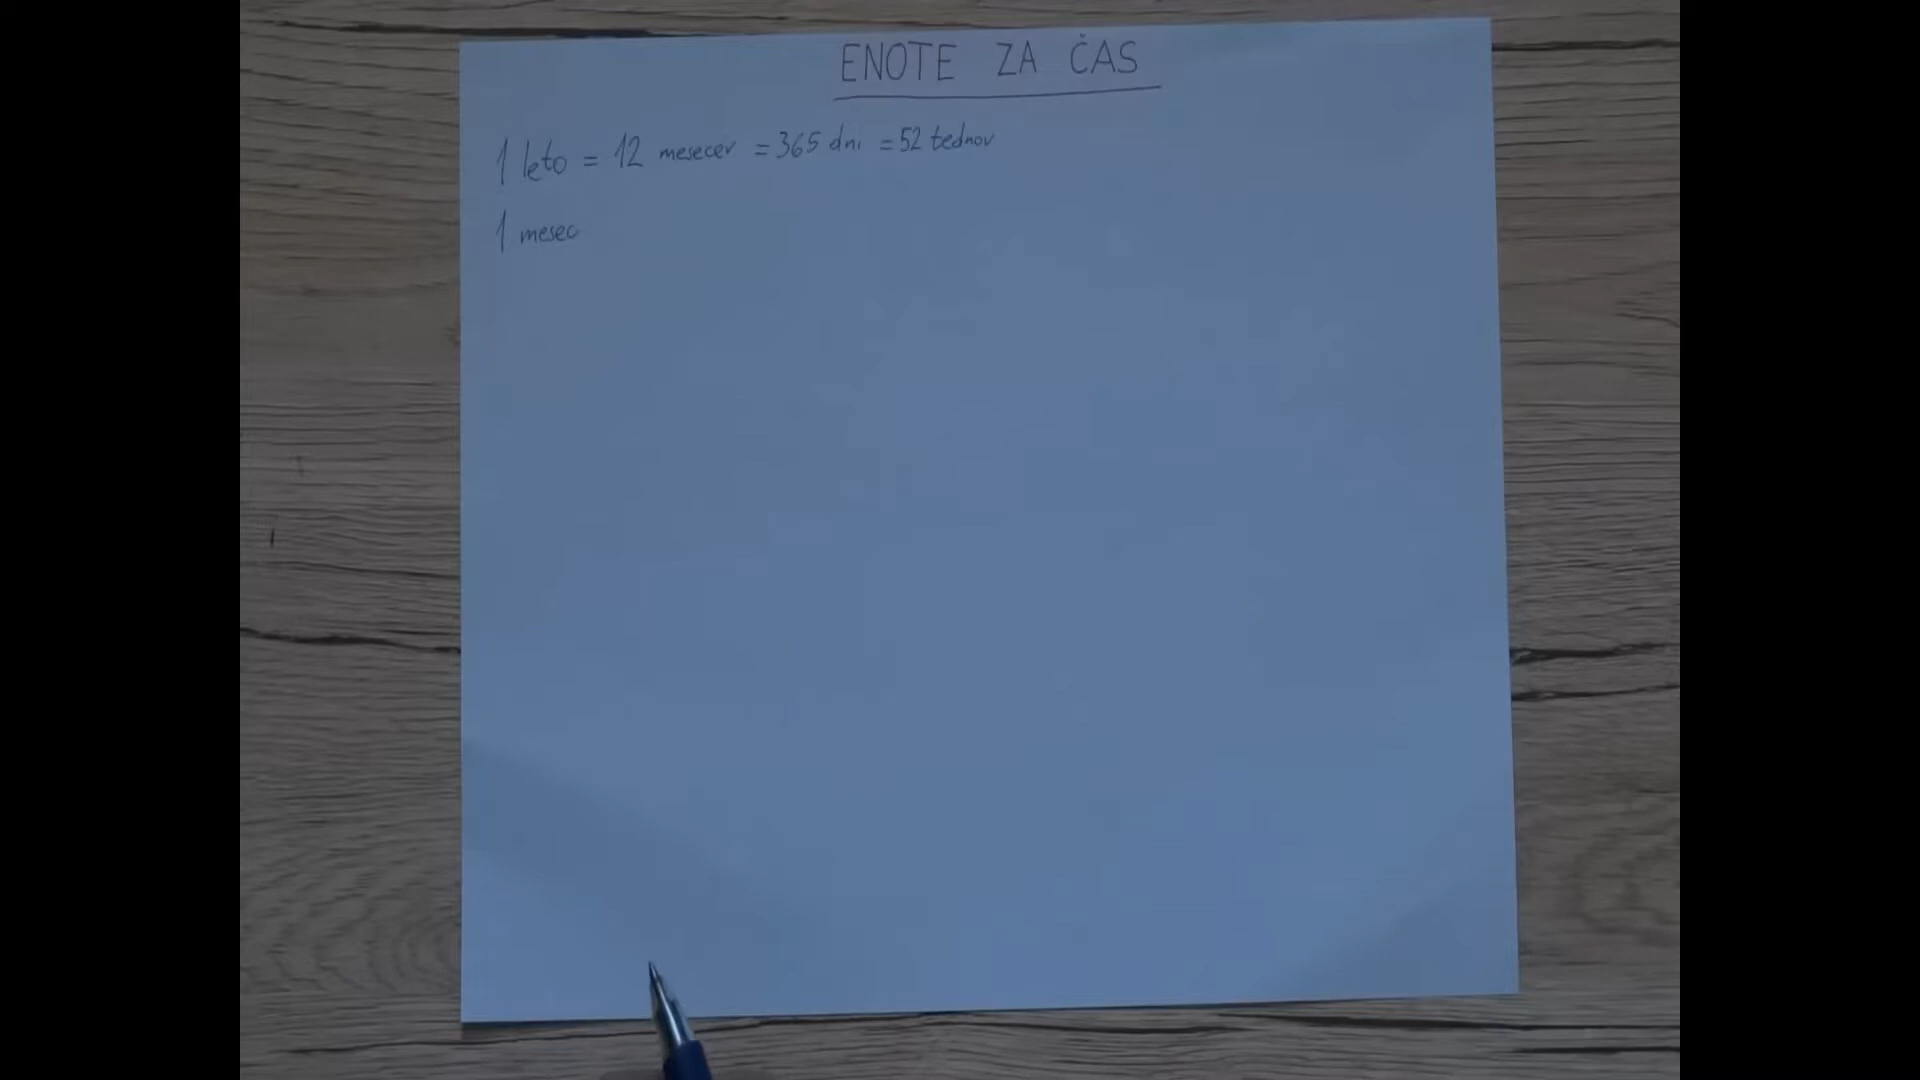 ENOTE ZA ČAS
1 leto = 12 mesecev = 365 dni = 52 tednov
1 mesec